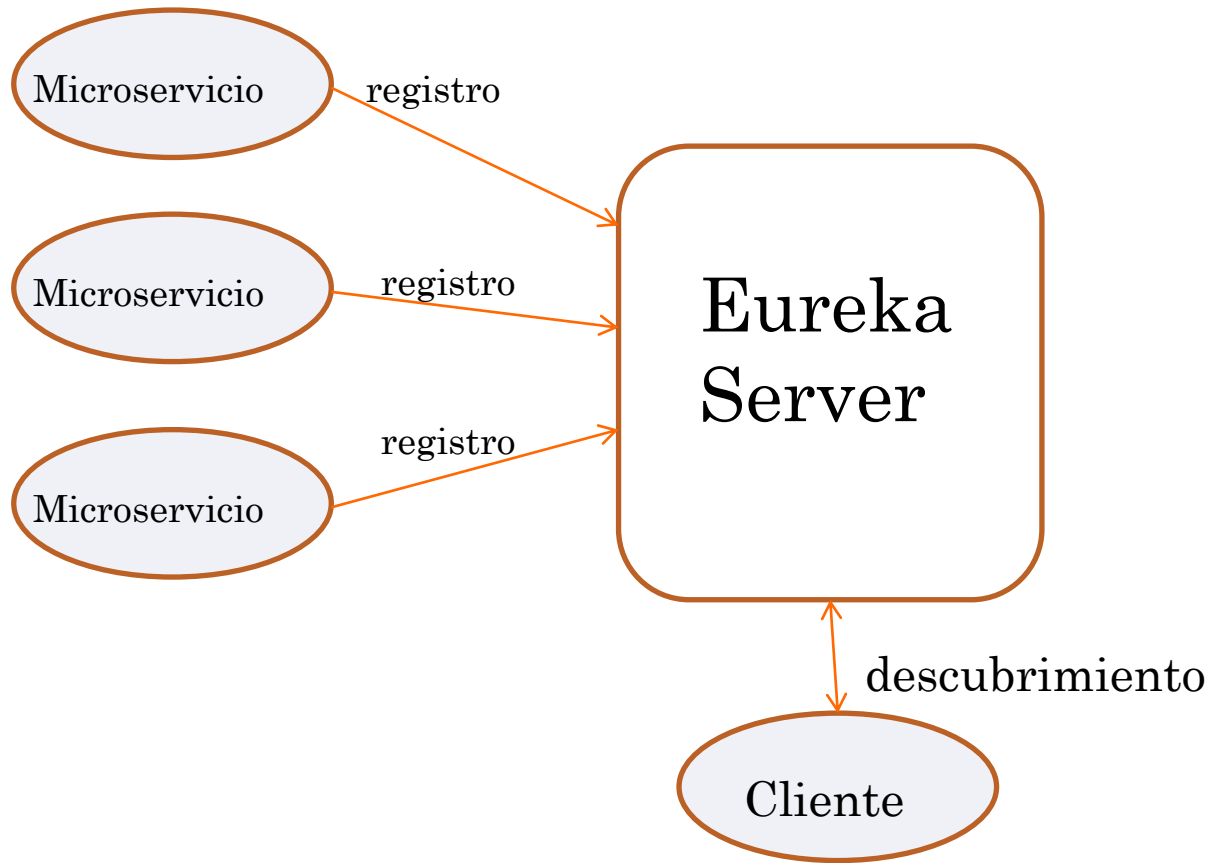 Microservicio
registro
Microservicio
registro
Microservicio
registro
Eureka
Server
descubrimiento
Cliente